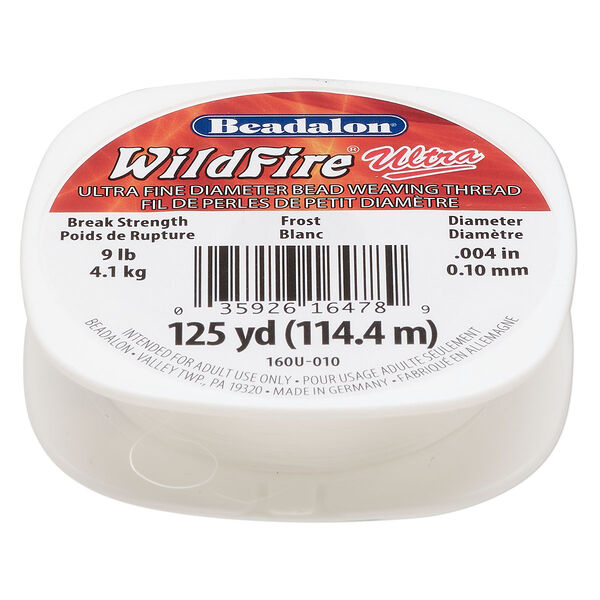 Beadalon
WildFire® Ultra
ULTRA FINE DIAMETER BEAD WEAVING THREAD
FIL DE PERLES DE PETIT DIAMÈTRE
Break Strength
Poids de Rupture
9 lb
4.1 kg
Frost
Blanc
Diameter
Diamètre
.004 in
0.10 mm
0 35926 16478 9
125 yd (114.4 m)
160U-010
INTENDED FOR ADULT USE ONLY • POUR USAGE ADULTE SEULEMENT
BEADALON • VALLEY TWP., PA 19320 • MADE IN GERMANY • FABRIQUÉ EN ALLEMAGNE